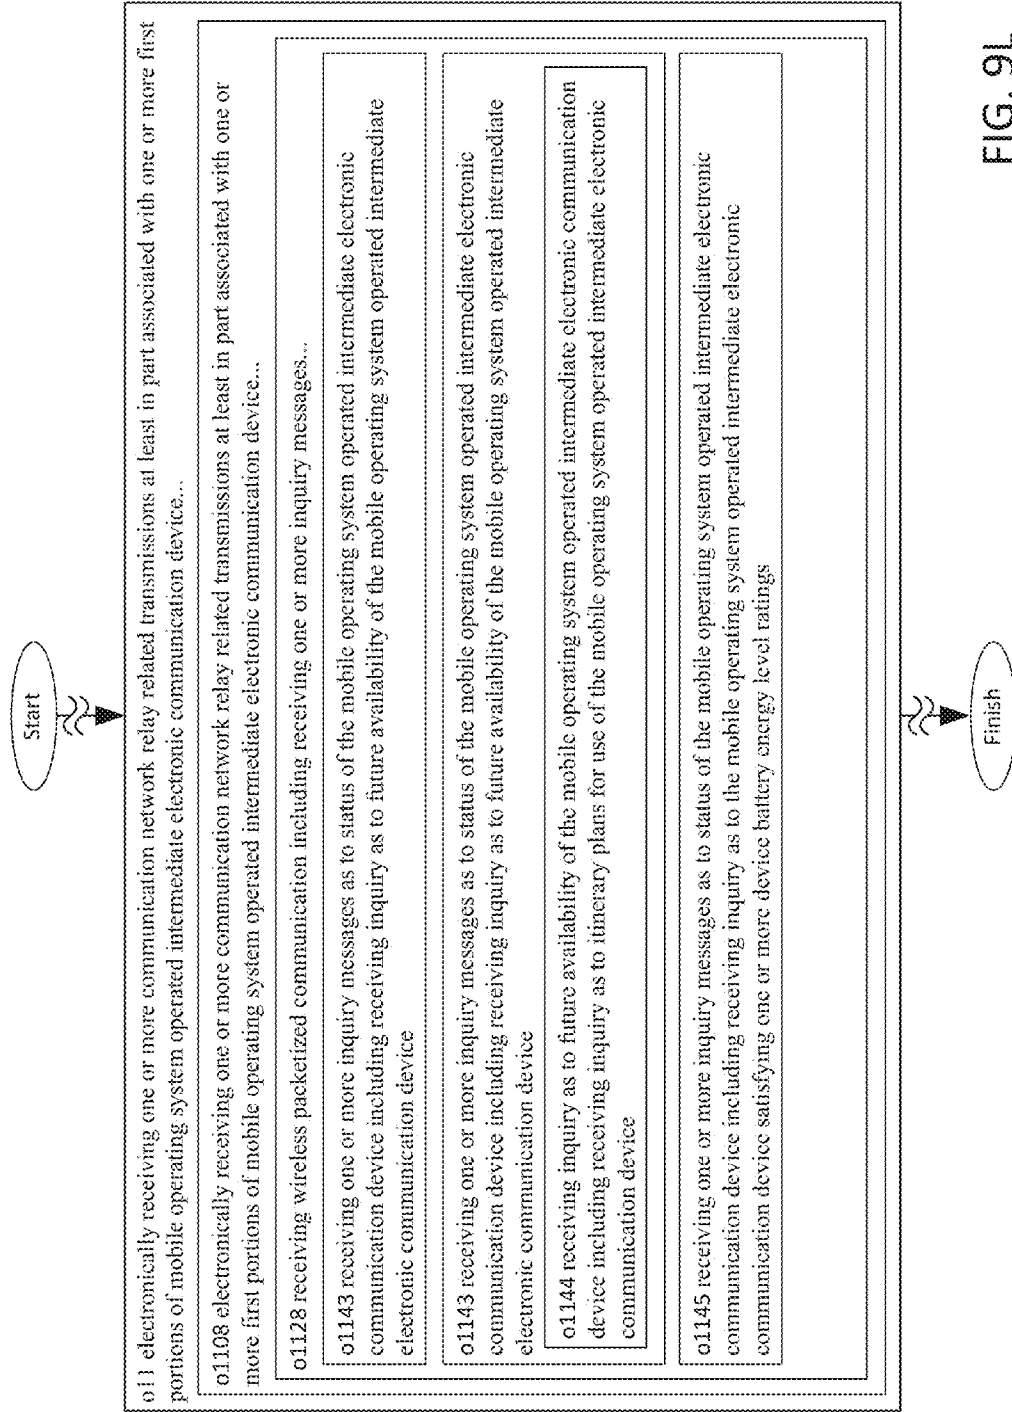 Start
o11 electronically receiving one or more communication network relay related transmissions at least in part associated with one or more first
portions of mobile operating system operated intermediate electronic communication device...
o1108 electronically receiving one or more communication network relay related transmissions at least in part associated with one or
more first portions of mobile operating system operated intermediate electronic communication device...
o1128 receiving wireless packetized communication including receiving one or more inquiry messages...
o1143 receiving one or more inquiry messages as to status of the mobile operating system operated intermediate electronic
communication device including receiving inquiry as to future availability of the mobile operating system operated intermediate
electronic communication device
o1143 receiving one or more inquiry messages as to status of the mobile operating system operated intermediate electronic
communication device including receiving inquiry as to future availability of the mobile operating system operated intermediate
electronic communication device
o1144 receiving inquiry as to future availability of the mobile operating system operated intermediate electronic communication
device including receiving inquiry as to itinerary plans for use of the mobile operating system operated intermediate electronic
communication device
o1145 receiving one or more inquiry messages as to status of the mobile operating system operated intermediate electronic
communication device including receiving inquiry as to the mobile operating system operated intermediate electronic
communication device satisfying one or more device battery energy level ratings
Finish
FIG. 9L